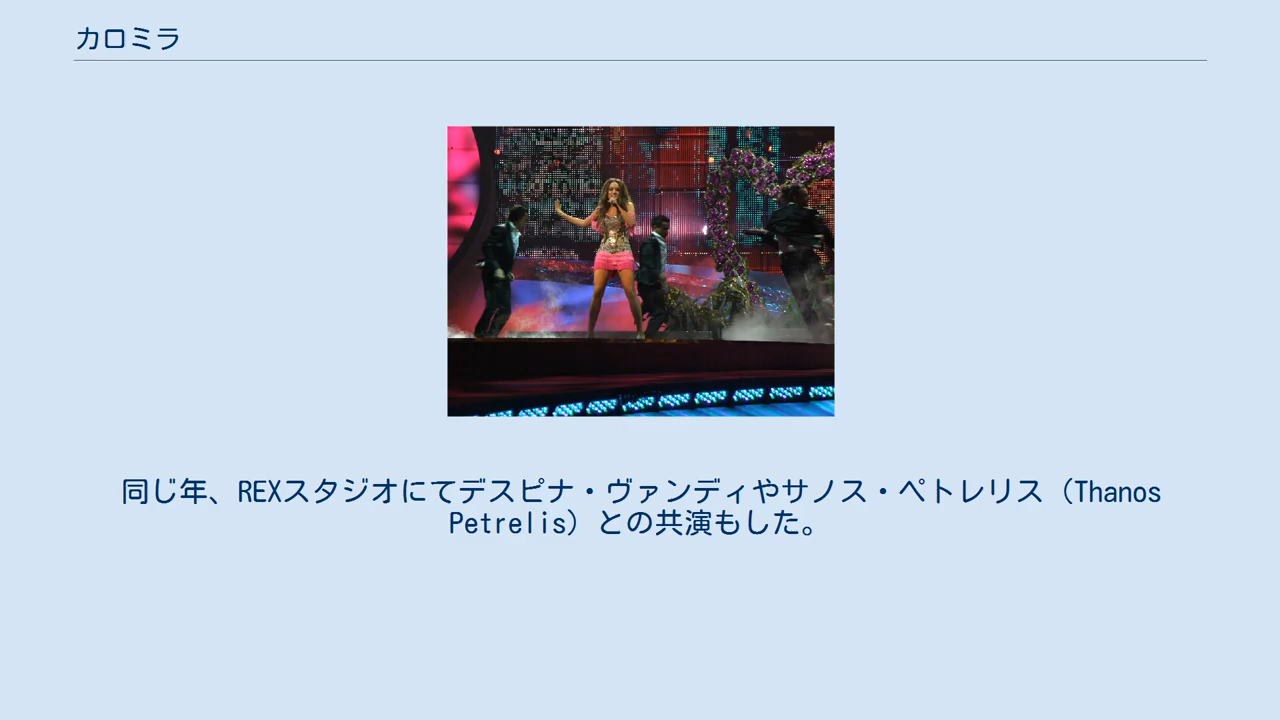 カロミラ
同じ年、REXスタジオにてデスピナ・ヴァンディやサノス・ペトレリス（Thanos
Petrelis）との共演もした。